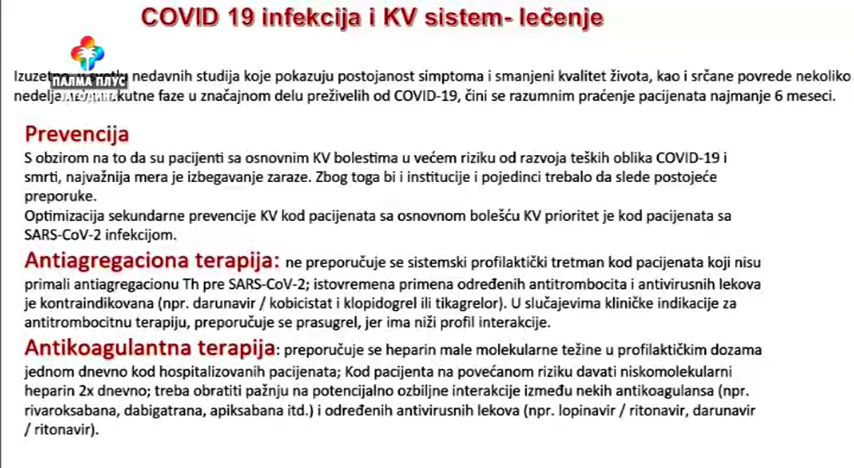 COVID 19 infekcija i KV sistem- lečenje
ПАЛМА ПЛУС
Izuzetno, u svetlu nedavnih studija koje pokazuju postojanost simptoma i smanjeni kvalitet života, kao i srčane povrede nekoliko
nedelja akutne faze u značajnom delu preživelih od COVID-19, čini se razumnim praćenje pacijenata najmanje 6 meseci.
Prevencija
S obzirom na to da su pacijenti sa osnovnim KV bolestima u većem riziku od razvoja teških oblika COVID-19 i
smrti, najvažnija mera je izbegavanje zaraze. Zbog toga bi i institucije i pojedinci trebalo da slede postojeće
preporuke.
Optimizacija sekundarne prevencije KV kod pacijenata sa osnovnom bolešću KV prioritet je kod pacijenata sa
SARS-CoV-2 infekcijom.
Antiagregaciona terapija: ne preporučuje se sistemski profilaktički tretman kod pacijenata koji nisu
primali antiagregacionu Th pre SARS-CoV-2; istovremena primena određenih antitrombocita i antivirusnih lekova
je kontraindikovana (npr. darunavir / kobicistat i klopidogrel ili tikagrelor). U slučajevima kliničke indikacije za
antitrombocitnu terapiju, preporučuje se prasugrel, jer ima niži profil interakcije.
Antikoagulantna terapija: preporučuje se heparin male molekularne težine u profilaktičkim dozama
jednom dnevno kod hospitalizovanih pacijenata; Kod pacijenta na povećanom riziku davati niskomolekularni
heparin 2x dnevno; treba obratiti pažnju na potencijalno ozbiljne interakcije između nekih antikoagulansa (npr.
rivaroksabana, dabigatrana, apiksabana itd.) i određenih antivirusnih lekova (npr. lopinavir / ritonavir, darunavir
/ ritonavir).